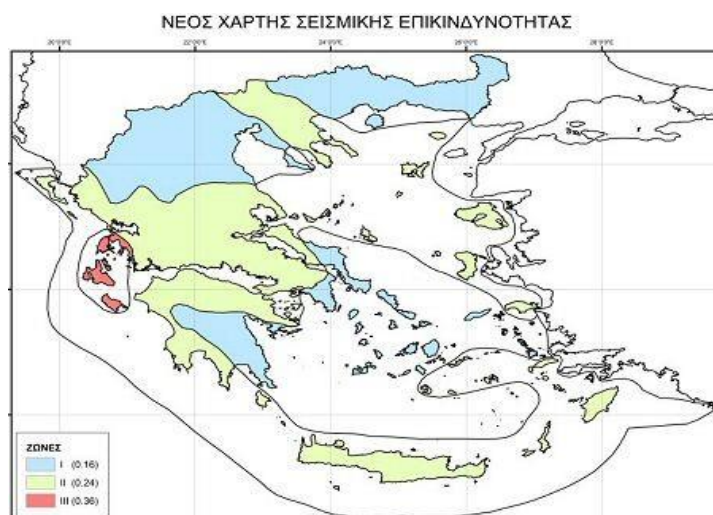 ΝΕΟΣ ΧΑΡΤΗΣ ΣΕΙΣΜΙΚΗΣ ΕΠΙΚΙΝΔΥΝΟΤΗΤΑΣ
ΖΩΝΕΣ
I (0.16)
II (0.24)
III (0.36)